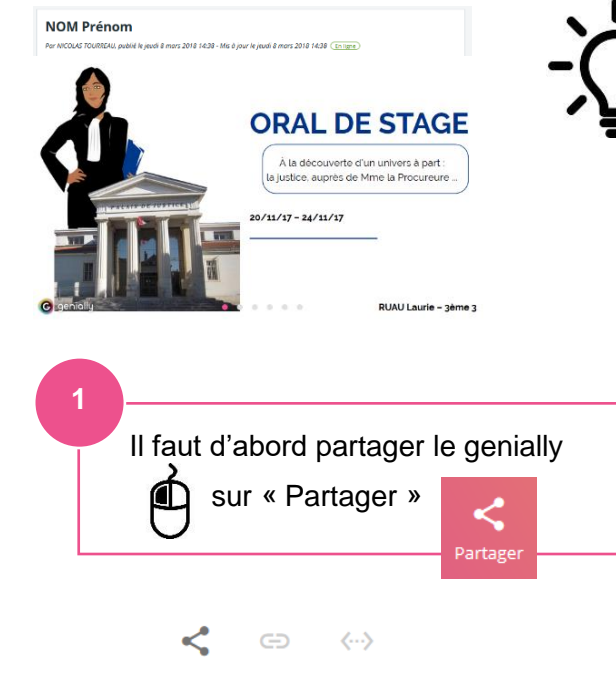 NOM Prénom
Par NICOLAS TOURREAU, publié le jeudi 8 mars 2018 14:38 - Mis à jour le jeudi 8 mars 2018 14:38 En ligne
ORAL DE STAGE
À la découverte d'un univers à part :
la justice, auprès de Mme la Procureure ...
PALAIS DE JUSTICE
20/11/17 – 24/11/17
G genially
RUAU Laurie – 3ème 3
1
Il faut d'abord partager le genially
sur « Partager »
Partager